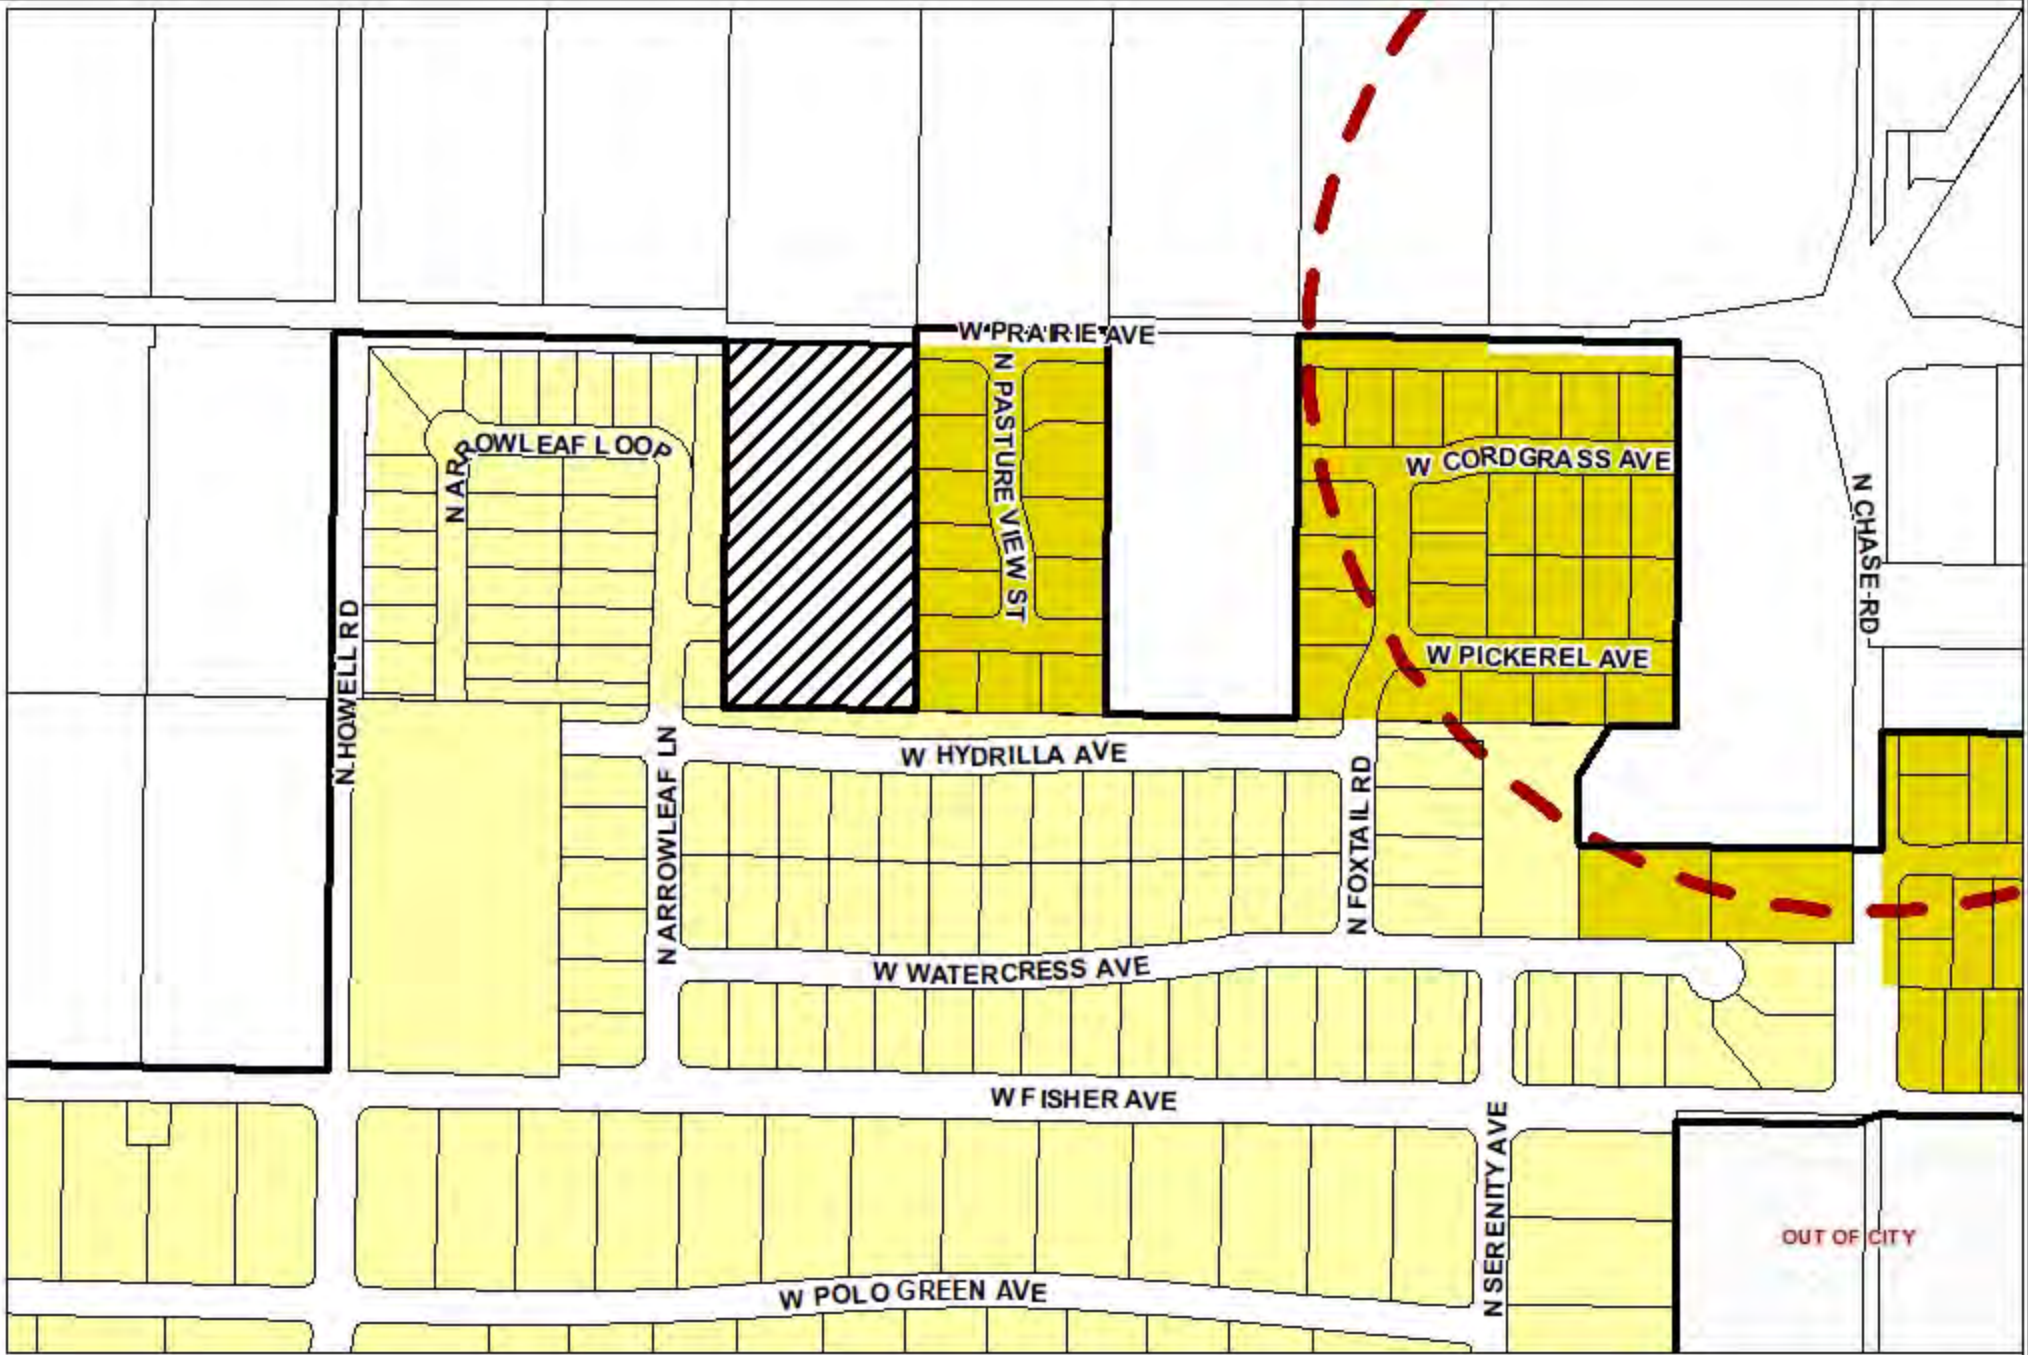 W PRAIRIE AVE
N PASTURE VIEW ST
N ARROWLEAF LOOP
W CORDGRASS AVE
N CHASE RD
N HOWELL RD
W PICKEREL AVE
W HYDRILLA AVE
N ARROWLEAF LN
N FOXTAIL RD
W WATERCRESS AVE
W FISHER AVE
N SERENITY AVE
OUT OF CITY
W POLO GREEN AVE